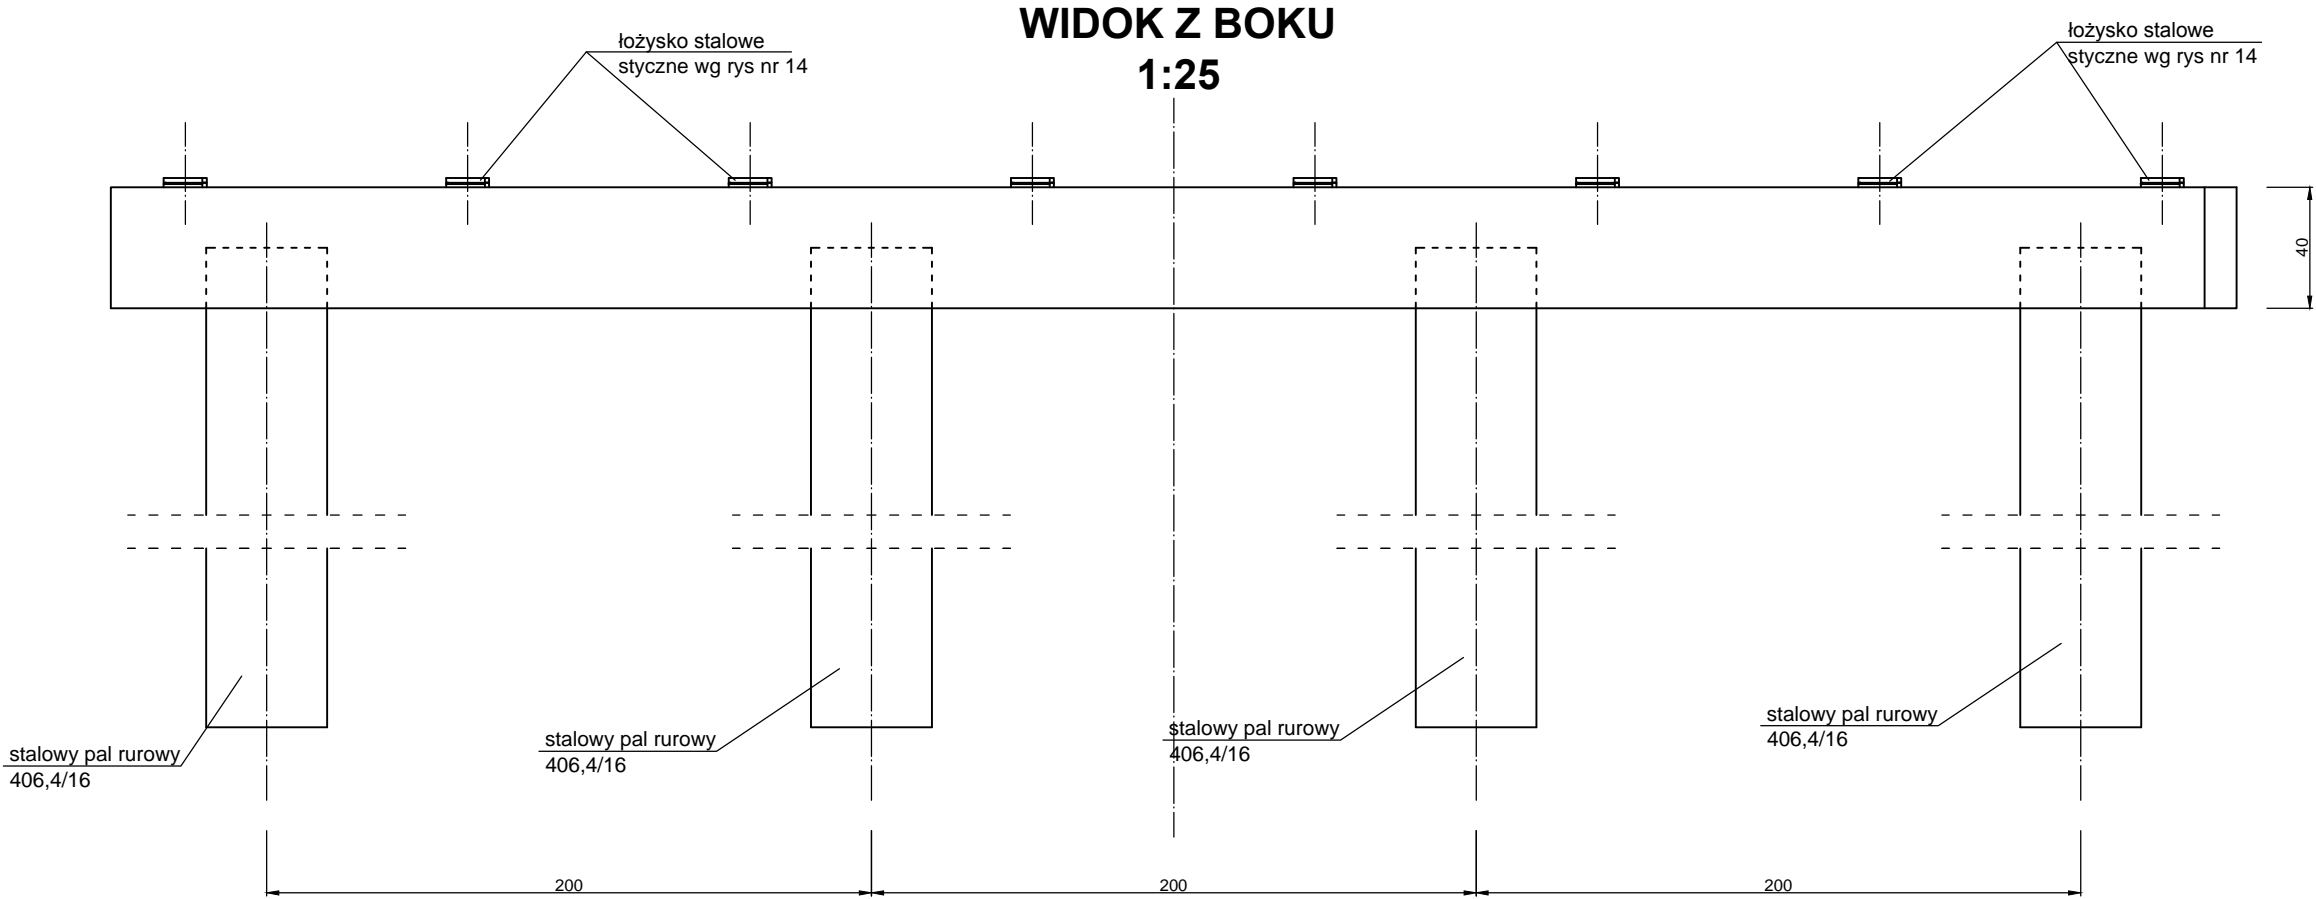 WIDOK Z BOKU
1:25
łożysko stalowe
styczne wg rys nr 14
łożysko stalowe
styczne wg rys nr 14
40
stalowy pal rurowy
406,4/16
stalowy pal rurowy
406,4/16
stalowy pal rurowy
406,4/16
stalowy pal rurowy
406,4/16
200
200
200